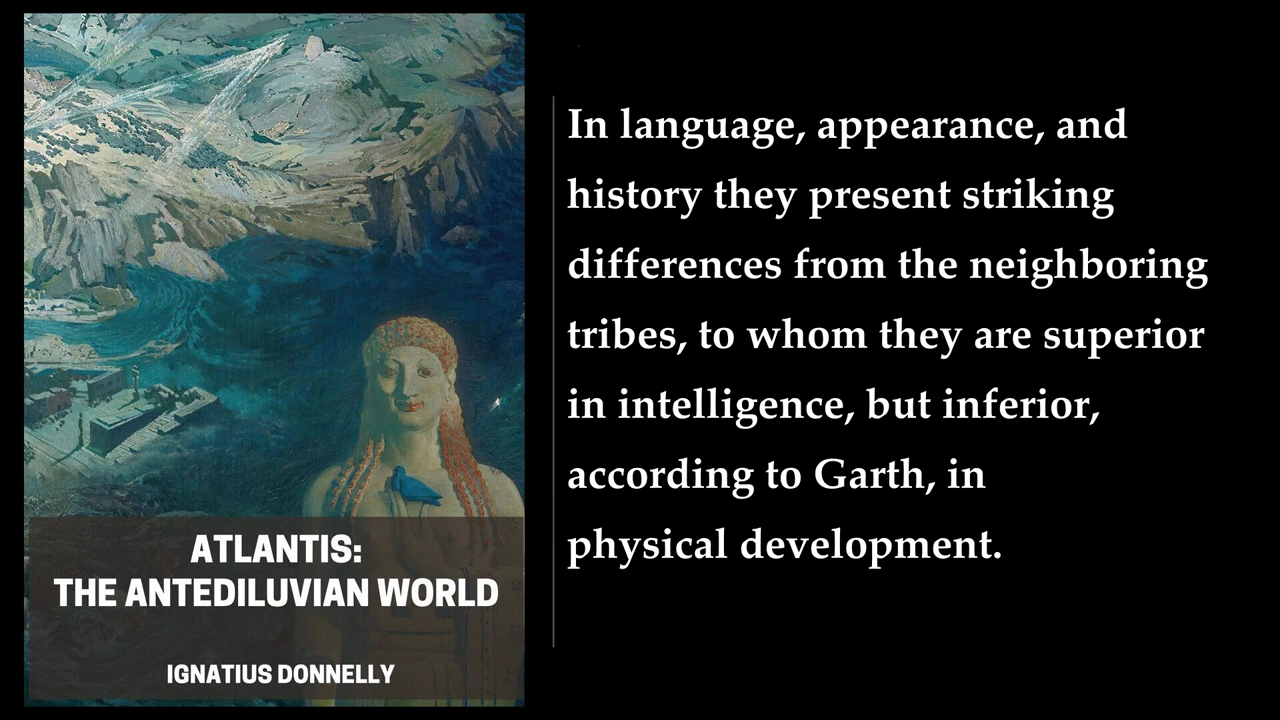 ATLANTIS:
THE ANTEDILUVIAN WORLD
IGNATIUS DONNELLY
In language, appearance, and
history they present striking
differences from the neighboring
tribes, to whom they are superior
in intelligence, but inferior,
according to Garth, in
physical development.